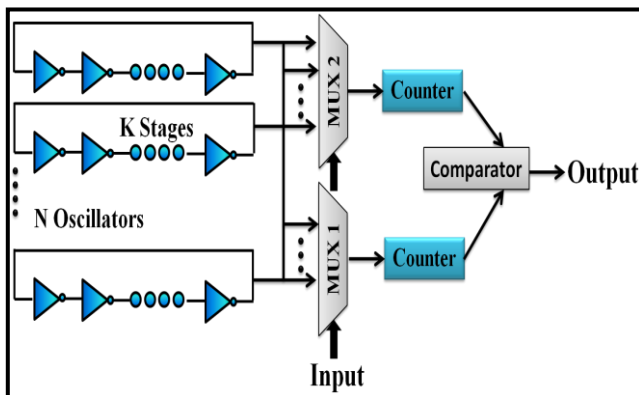 K Stages
N Oscillators
MUX 2
MUX 1
Counter
Counter
Comparator
Output
Input